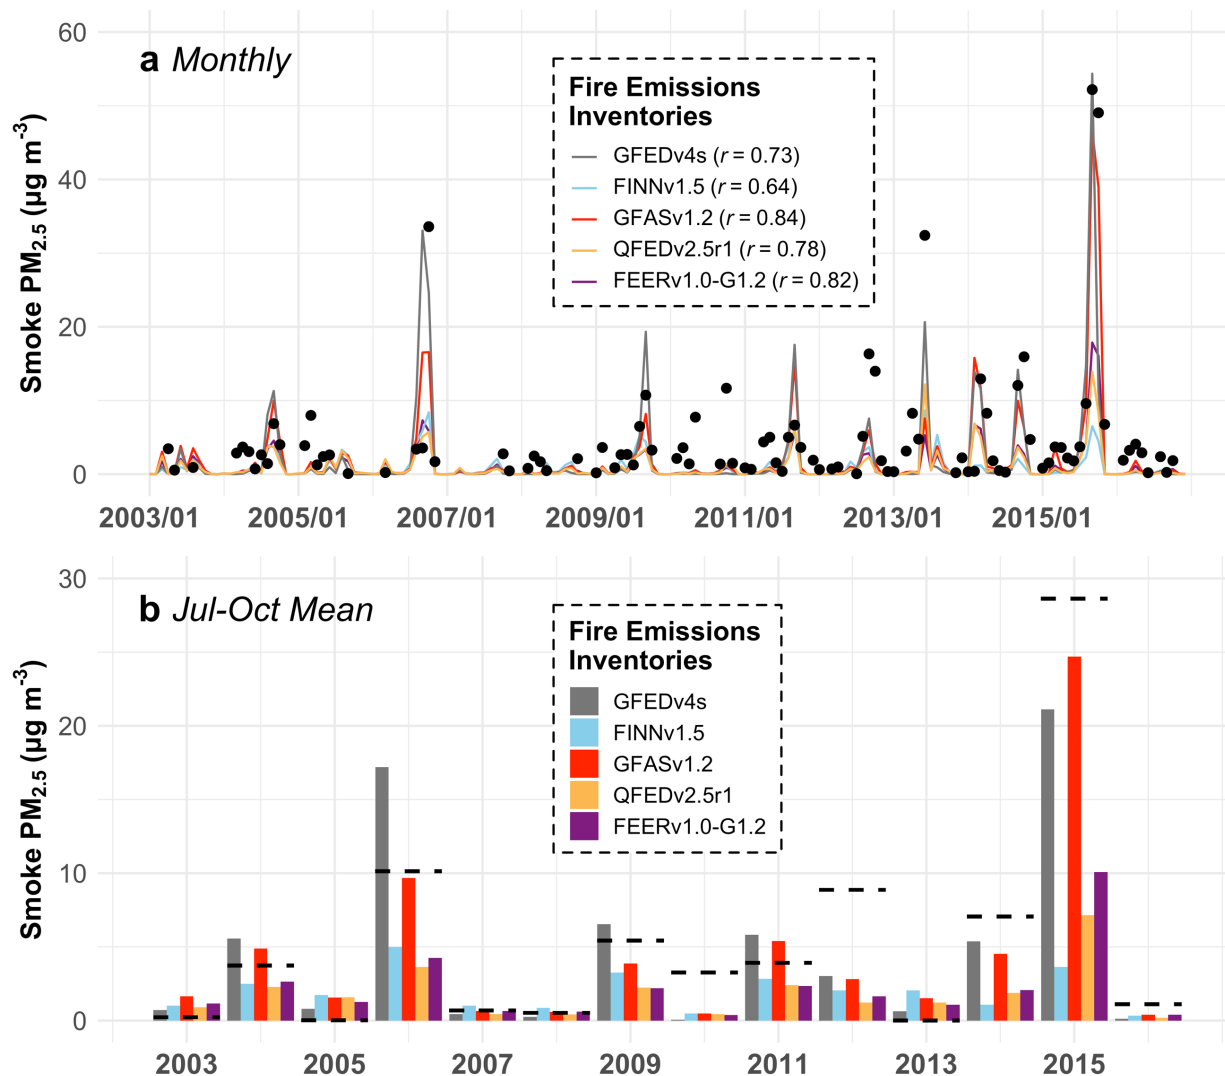 a Monthly
Smoke PM2.5 (µg m-3)
60
40
20
0
Fire Emissions
Inventories
GFEDv4s (r = 0.73)
FINNv1.5 (r = 0.64)
GFASv1.2 (r = 0.84)
QFEDv2.5r1 (r = 0.78)
FEERv1.0-G1.2 (r = 0.82)
2003/01 2005/01 2007/01 2009/01 2011/01 2013/01 2015/01
b Jul-Oct Mean
Smoke PM2.5 (µg m-3)
30
20
10
0
Fire Emissions
Inventories
GFEDv4s
FINNv1.5
GFASv1.2
QFEDv2.5r1
FEERv1.0-G1.2
2003 2005 2007 2009 2011 2013 2015